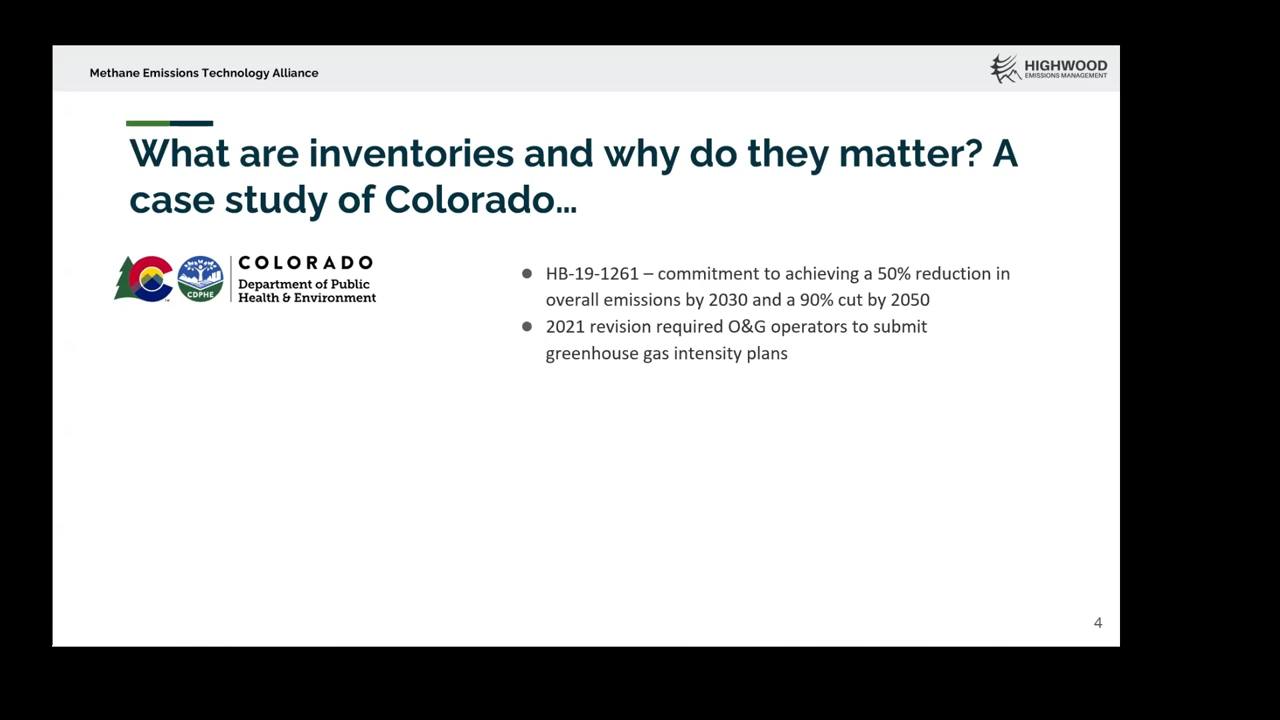 Methane Emissions Technology Alliance
HIGHWOOD
EMISSIONS MANAGEMENT
What are inventories and why do they matter? A
case study of Colorado…
C
CDPHE
COLORADO
Department of Public
Health & Environment
TM
● HB-19-1261 – commitment to achieving a 50% reduction in
overall emissions by 2030 and a 90% cut by 2050
● 2021 revision required O&G operators to submit
greenhouse gas intensity plans
4